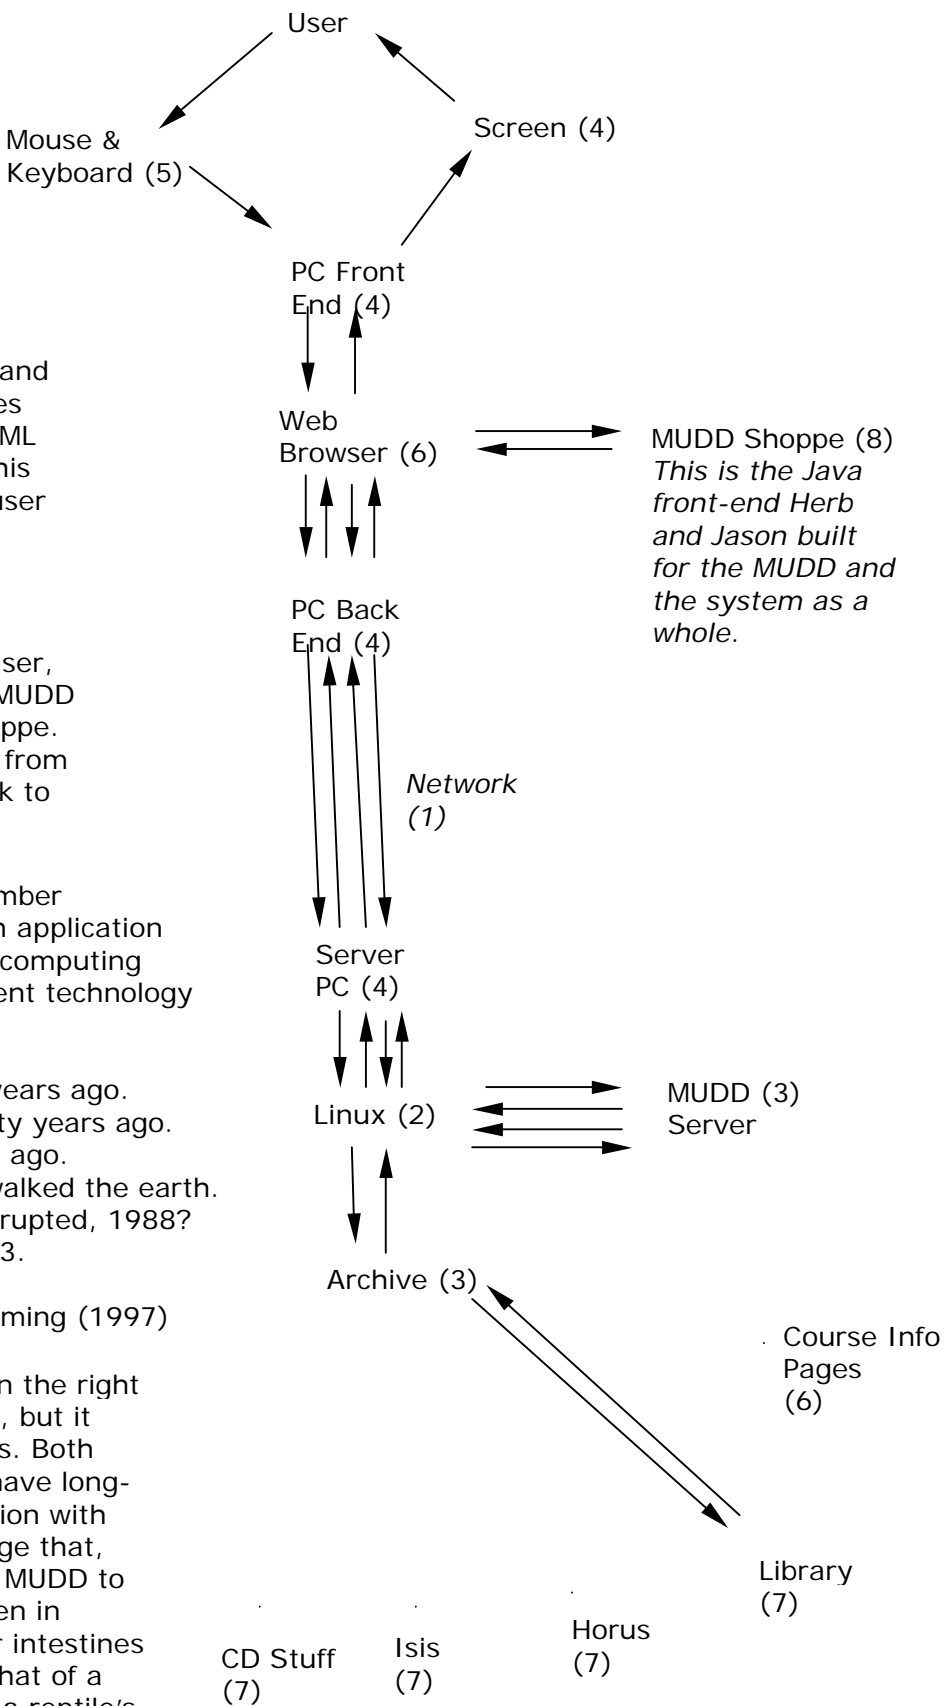 User
Screen (4)
Mouse &
Keyboard (5)
PC Front
End (4)
and
es
ML
nis
user
Web
Browser (6)
MUDD Shoppe (8)
This is the Java
front-end Herb
and Jason built
for the MUDD and
the system as a
whole.
PC Back
End (4)
ser,
MUDD
ppe.
from
k to
Network
(1)
mber
n application
computing
ent technology
Server
PC (4)
years ago.
ty years ago.
ago.
walked the earth.
rupted, 1988?
3.
Linux (2)
MUDD (3)
Server
Archive (3)
ming (1997)
Course Info
Pages
(6)
n the right
, but it
s. Both
have long-
ion with
ge that,
MUDD to
en in
r intestines
hat of a
a reptile's
Library
(7)
Horus
(7)
Isis
(7)
CD Stuff
(7)